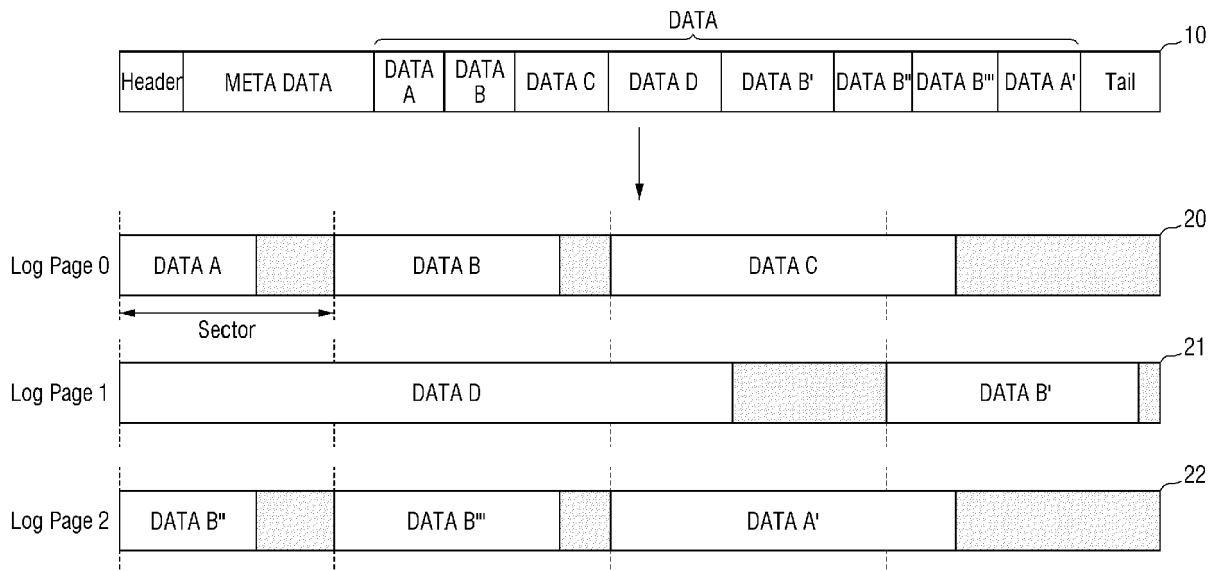 DATA
10
Header META DATA DATA A DATA B DATA C DATA D DATA B' DATA B" DATA B"' DATA A' Tail
20
Log Page 0 DATA A DATA B DATA C
Sector
21
Log Page 1 DATA D DATA B'
22
Log Page 2 DATA B" DATA B"' DATA A'